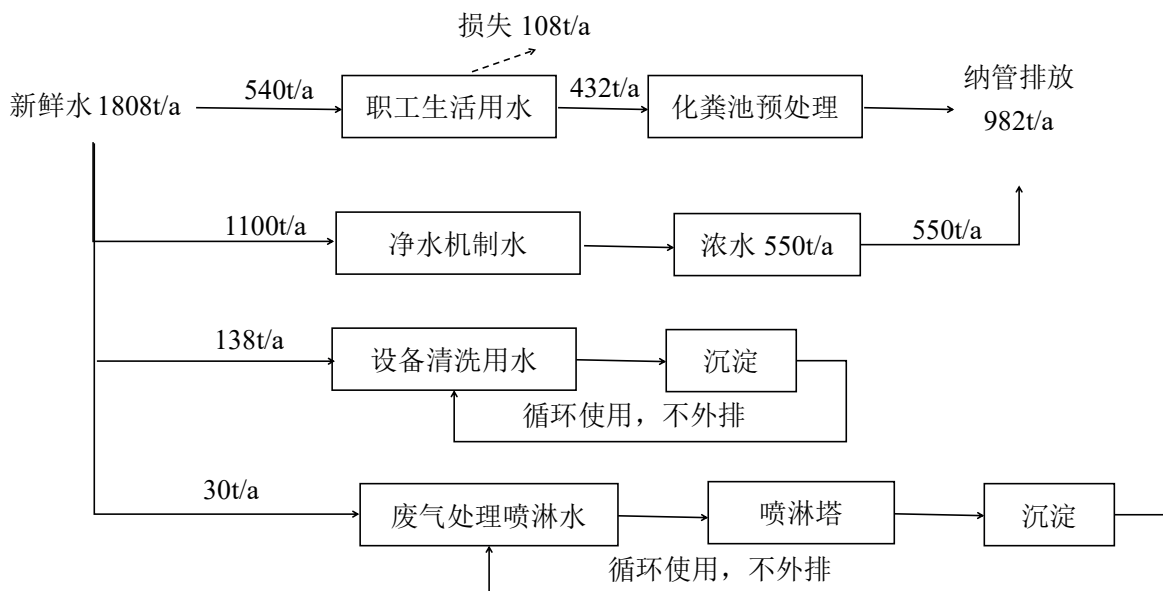 损失 108t/a
新鲜水 1808t/a
540t/a
职工生活用水
432t/a
化粪池预处理
纳管排放
982t/a
1100t/a
净水机制水
浓水 550t/a
550t/a
138t/a
设备清洗用水
沉淀
循环使用，不外排
30t/a
废气处理喷淋水
喷淋塔
沉淀
循环使用，不外排